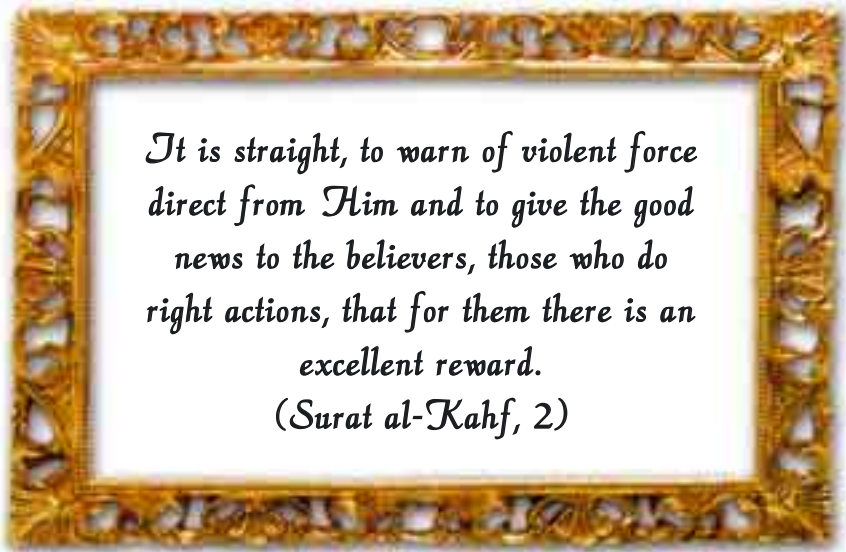 It is straight, to warn of violent force
direct from Him and to give the good
news to the believers, those who do
right actions, that for them there is an
excellent reward.
(Surat al-Kahf, 2)